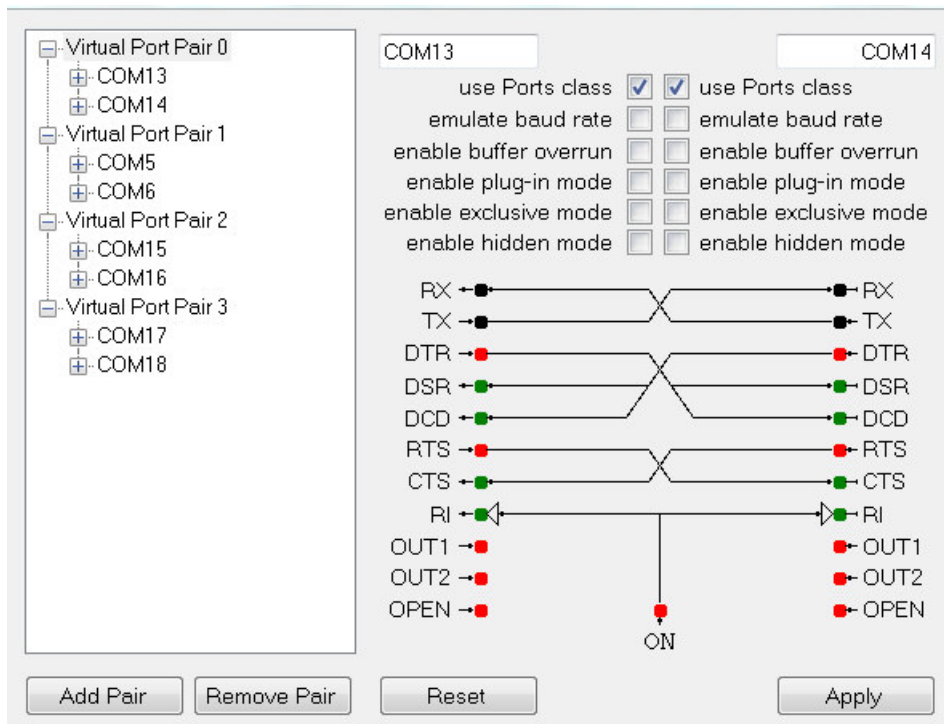 Virtual Port Pair 0
COM13
COM14
Virtual Port Pair 1
COM5
COM6
Virtual Port Pair 2
COM15
COM16
Virtual Port Pair 3
COM17
COM18
COM13 COM14
use Ports class use Ports class
emulate baud rate emulate baud rate
enable buffer overrun enable buffer overrun
enable plug-in mode enable plug-in mode
enable exclusive mode enable exclusive mode
enable hidden mode enable hidden mode
RX RX
TX TX
DTR DTR
DSR DSR
DCD DCD
RTS RTS
CTS CTS
RI RI
OUT1 OUT1
OUT2 OUT2
OPEN OPEN
ON
Add Pair Remove Pair Reset Apply